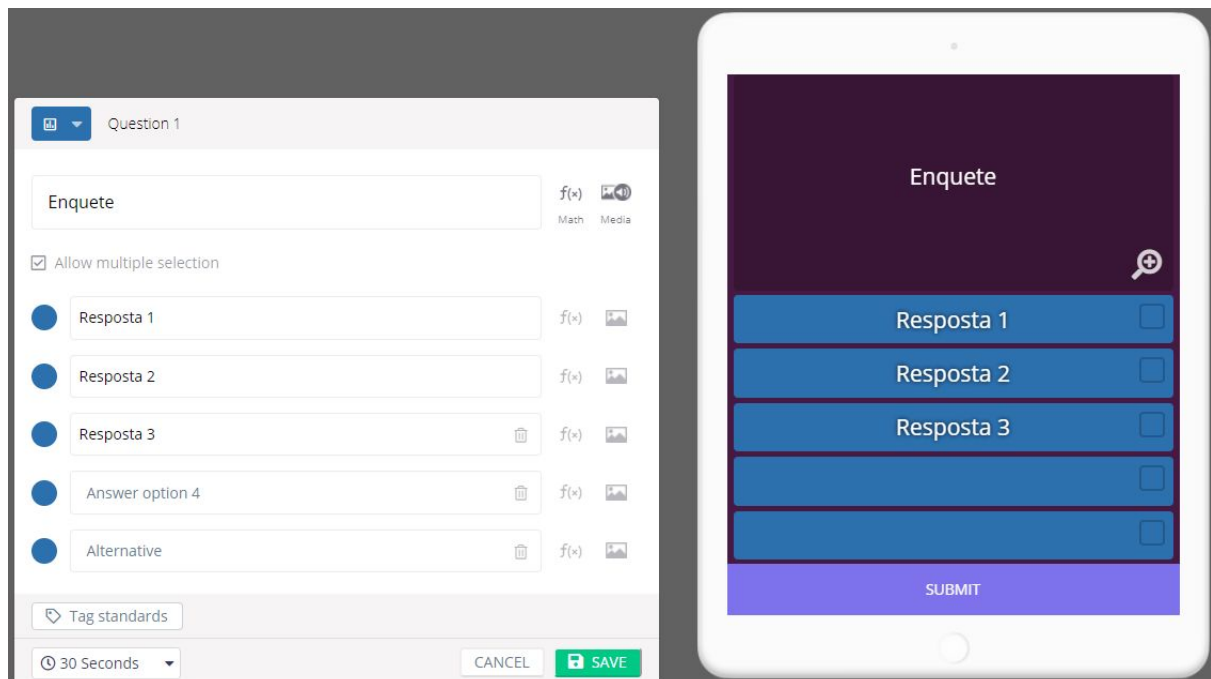 Question 1
Enquete
f(x)
Math Media
Allow multiple selection
Resposta 1
f(x)
Resposta 2
f(x)
Resposta 3
f(x)
Answer option 4
f(x)
Alternative
f(x)
Tag standards
30 Seconds
CANCEL
SAVE
Enquete
Resposta 1
Resposta 2
Resposta 3
SUBMIT